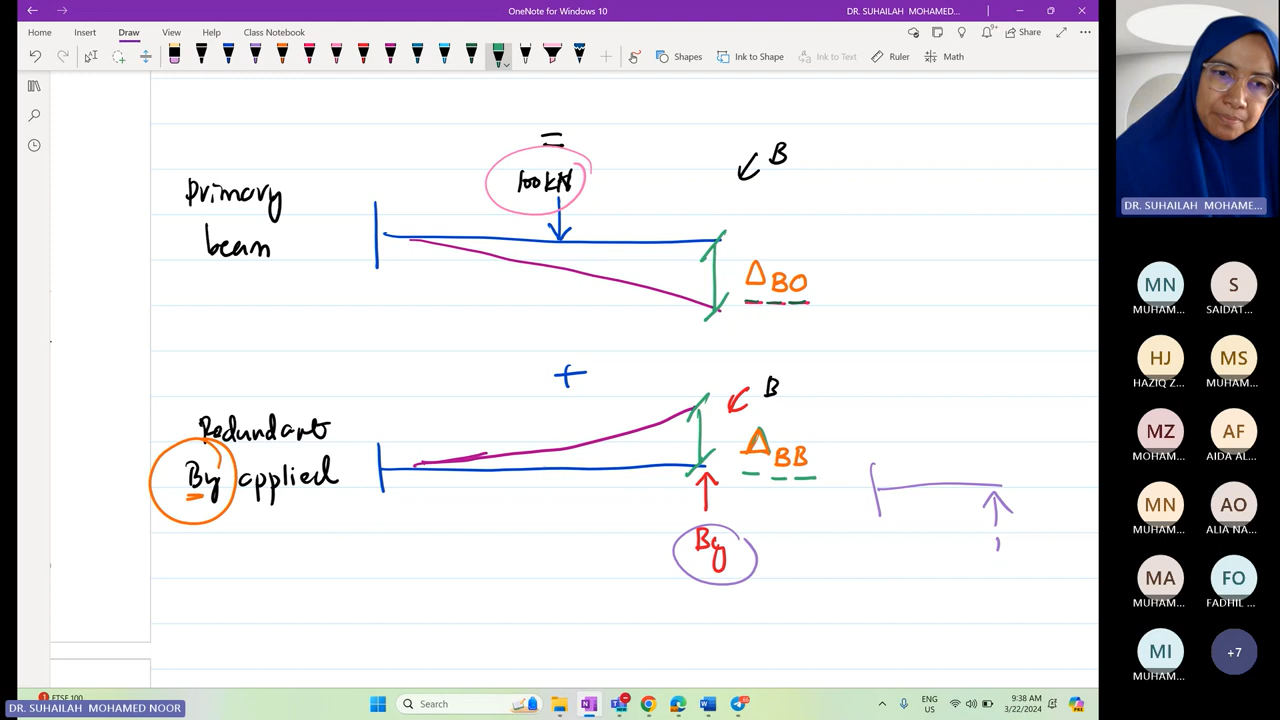 OneNote for Windows 10
DR. SUHAILAH MOHAMED...
Home
Insert
Draw
View
Help
Class Notebook
Share
Shapes
Ink to Shape
Ink to Text
Ruler
Math
Primary
beam
=
100kN
B
ΔBO
+
Redundant
By applied
B
ΔBB
By
1
DR. SUHAILAH MOHAME...
MN
MUHAM...
S
SAIDAT...
HJ
HAZIQ Z...
MS
MUHAM...
MZ
MOHAM...
AF
AIDA AL...
MN
MUHAM...
AO
ALIA NA...
MA
MUHAM...
FO
FADHIL ...
MI
MUHAM...
+7
FTSE 100
DR. SUHAILAH MOHAMED NOOR
Search
ENG
US
9:38 AM
3/22/2024